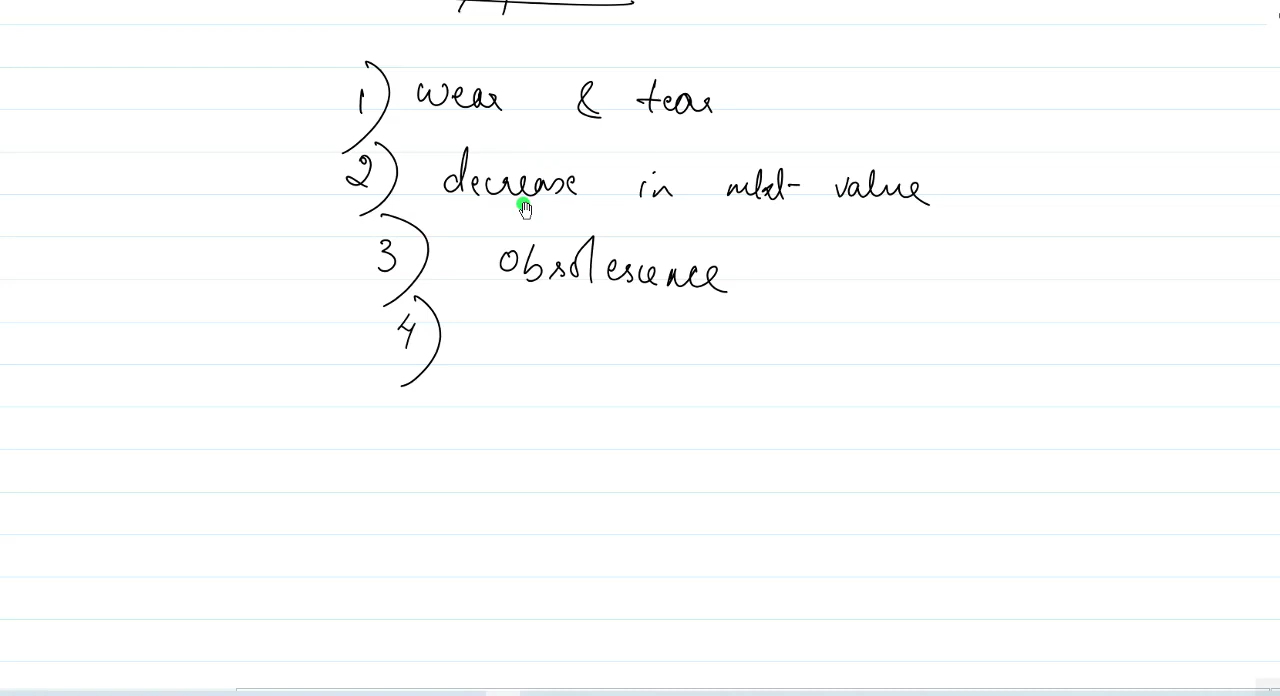 1) wear & tear
2) decrease in mkt value
3) obsolescence
4)